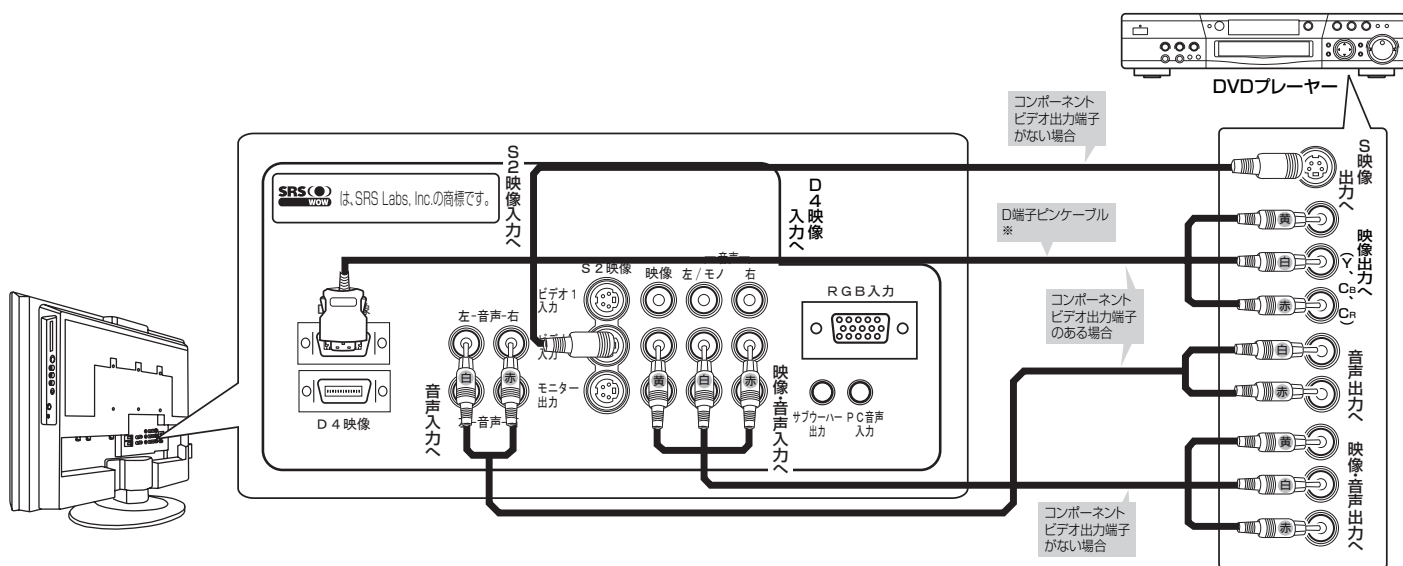 DVDプレーヤー
コンポーネント
ビデオ出力端子
がない場合
SRS
WOW
は、SRS Labs, Inc.の商標です。
S2映像入力へ
D4映像
入力へ
S映像
出力へ
D端子ピンケーブル
※
黄
白
赤
映像出力へ
(Y、CB、CR)
コンポーネント
ビデオ出力端子
のある場合
S2映像
映像
音声
左/モノ
右
ビデオ1
入力
RGB入力
左-音声-右
入力
モニター
出力
D4映像
白
赤
音声
音声入力へ
黄
白
赤
映像・音声入力へ
サブウーハー
出力
PC音声
入力
白
赤
音声出力へ
黄
白
赤
映像・音声出力へ
コンポーネント
ビデオ出力端子
がない場合